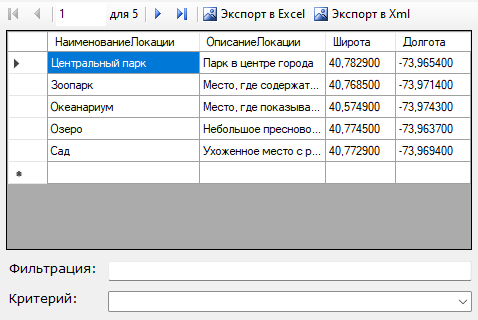 1 для 5 Экспорт в Excel Экспорт в Xml
НаименованиеЛокации ОписаниеЛокации Широта Долгота
Центральный парк Парк в центре города 40,782900 -73,965400
Зоопарк Место, где содержат... 40,768500 -73,971400
Океанариум Место, где показыва... 40,574900 -73,974300
Озеро Небольшое пресново... 40,774500 -73,963700
Сад Ухоженное место с р... 40,772900 -73,969400
Фильтрация:
Критерий: